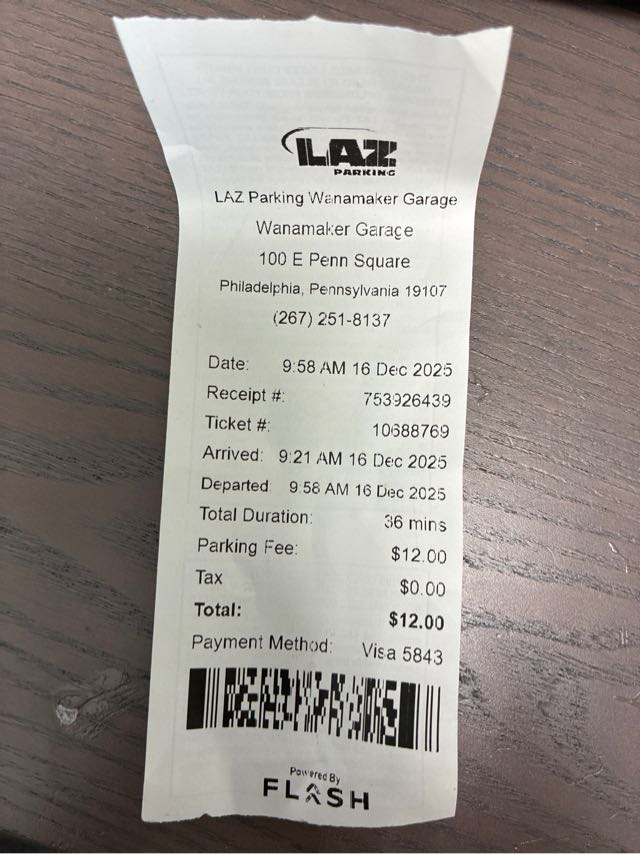 LAZ
PARKING
LAZ Parking Wanamaker Garage
Wanamaker Garage
100 E Penn Square
Philadelphia, Pennsylvania 19107
(267) 251-8137
Date: 9:58 AM 16 Dec 2025
Receipt #: 753926439
Ticket #: 10688769
Arrived: 9:21 AM 16 Dec 2025
Departed 9:58 AM 16 Dec 2025
Total Duration: 36 mins
Parking Fee: $12.00
Tax $0.00
Total: $12.00
Payment Method: Visa 5843
Powered By
FLASH